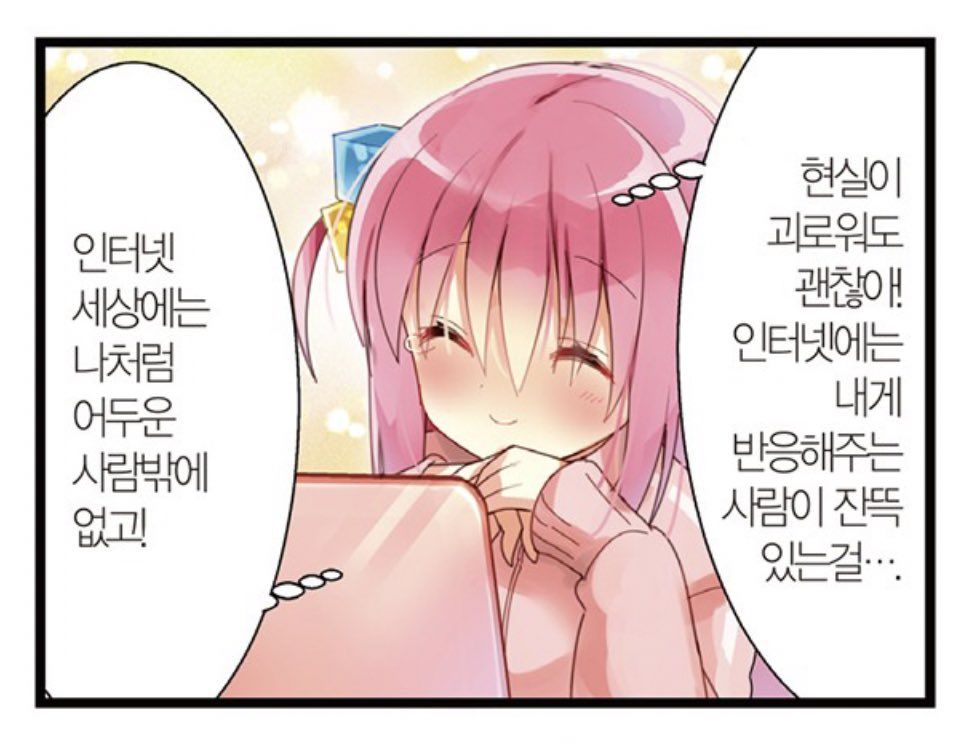 현실이
괴로워도
괜찮아!
인터넷에는
내게
반응해주는
사람이 잔뜩
있는걸….
인터넷
세상에는
나처럼
어두운
사람밖에
없고!